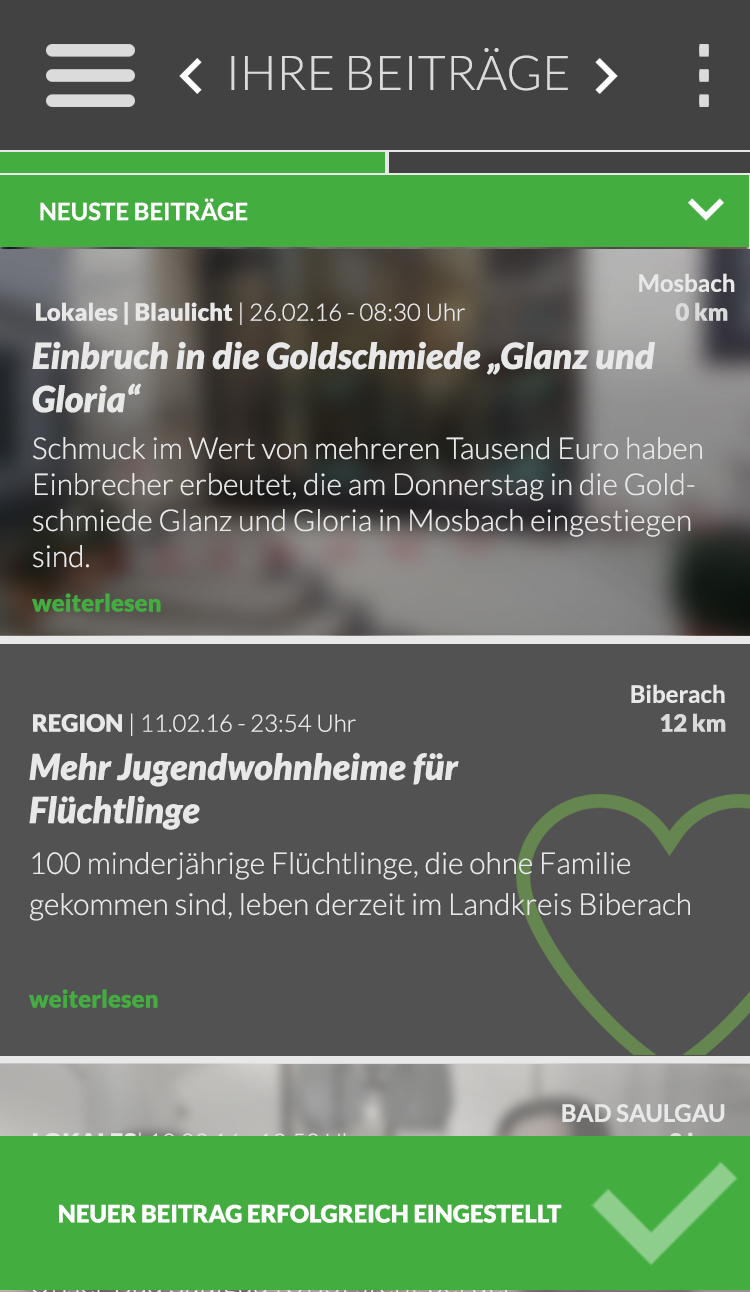 IHRE BEITRÄGE
NEUSTE BEITRÄGE
Mosbach
Lokales | Blaulicht | 26.02.16 - 08:30 Uhr
0 km
Einbruch in die Goldschmiede „Glanz und
Gloria“
Schmuck im Wert von mehreren Tausend Euro haben
Einbrecher erbeutet, die am Donnerstag in die Gold-
schmiede Glanz und Gloria in Mosbach eingestiegen
sind.
weiterlesen
Biberach
REGION | 11.02.16 - 23:54 Uhr
12 km
Mehr Jugendwohnheime für
Flüchtlinge
100 minderjährige Flüchtlinge, die ohne Familie
gekommen sind, leben derzeit im Landkreis Biberach
weiterlesen
BAD SAULGAU
NEUER BEITRAG ERFOLGREICH EINGESTELLT